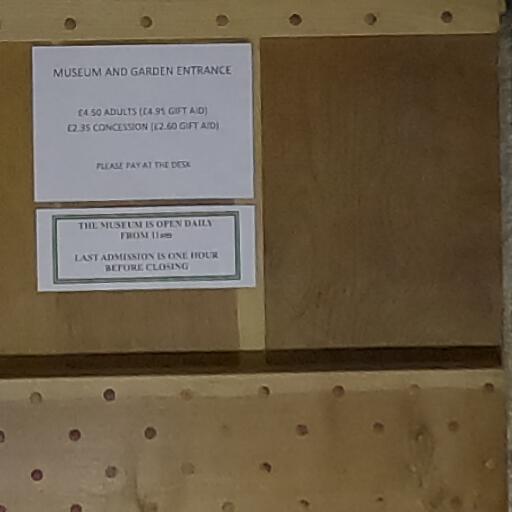 MUSEUM AND GARDEN ENTRANCE
£4.50 ADULTS (£4.95 GIFT AID)
£2.35 CONCESSION (£2.60 GIFT AID)
PLEASE PAY AT THE DESK
THE MUSEUM IS OPEN DAILY
FROM 11am
LAST ADMISSION IS ONE HOUR
BEFORE CLOSING